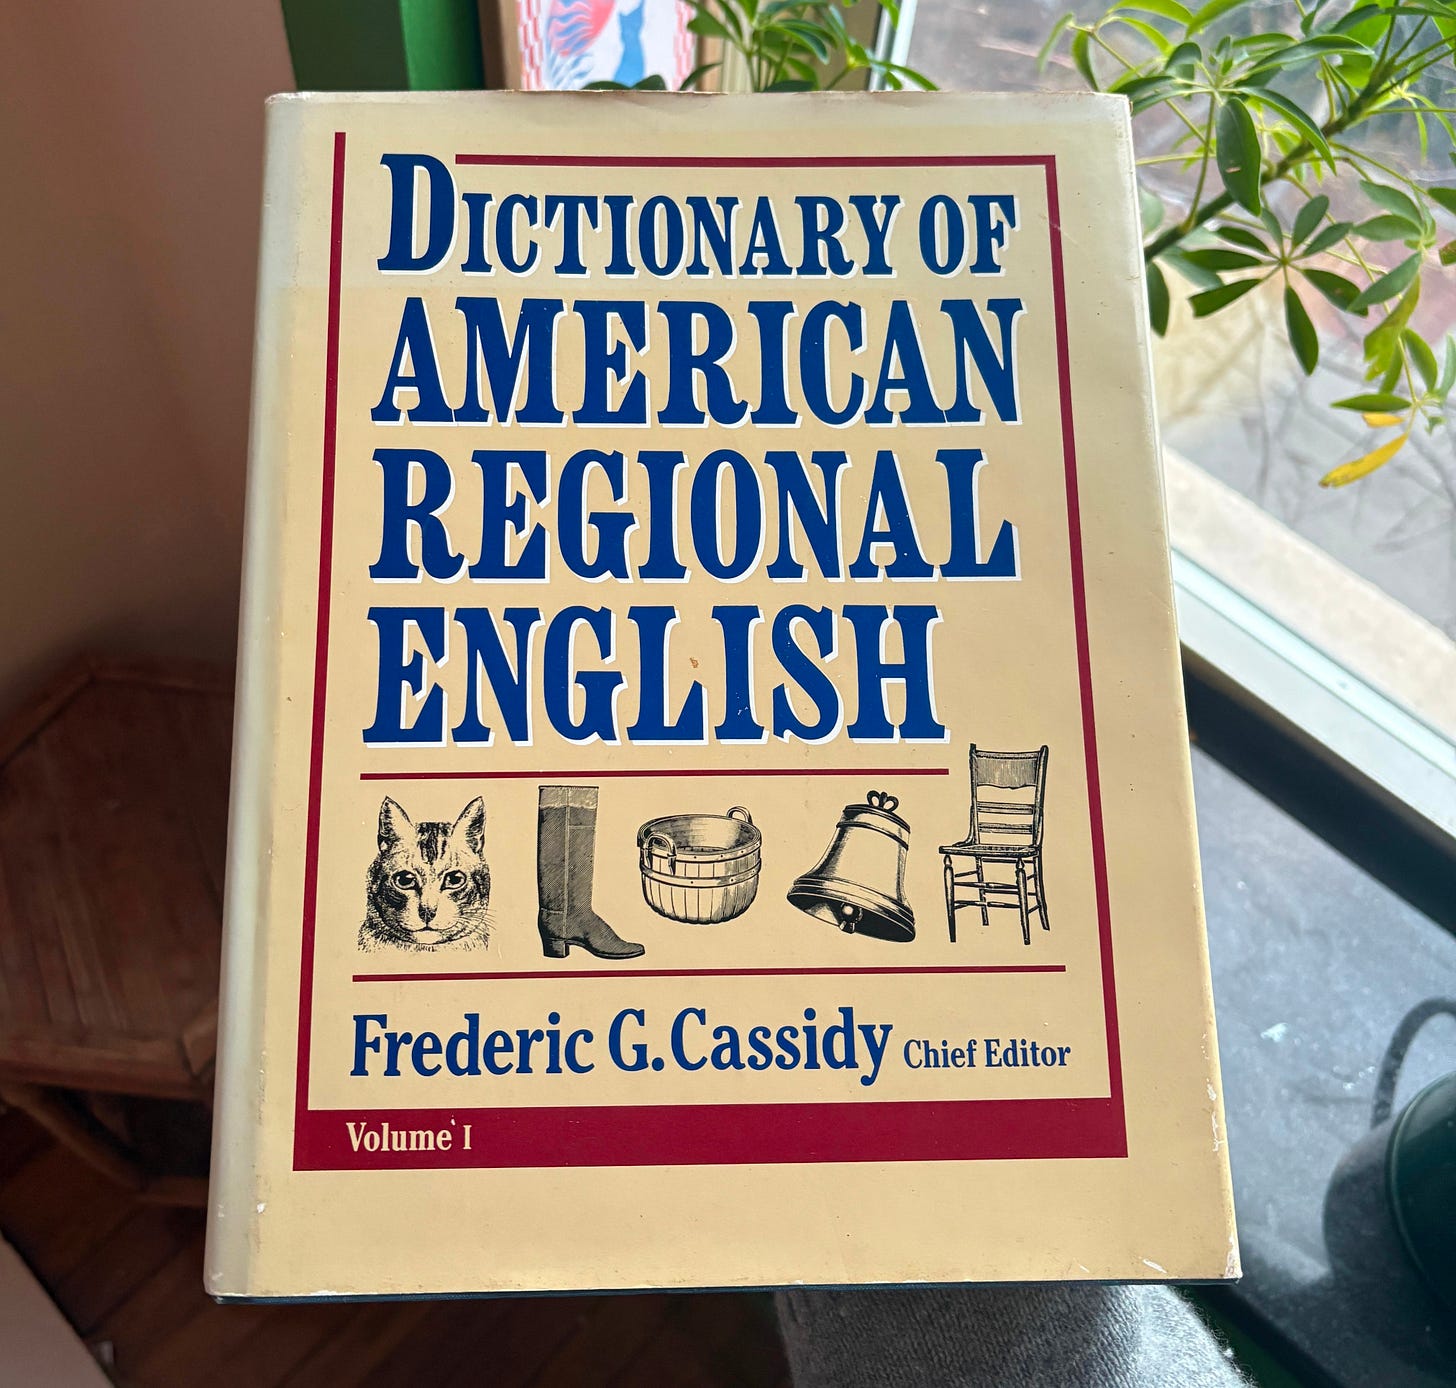 DICTIONARY OF
AMERICAN
REGIONAL
ENGLISH
Frederic G. Cassidy Chief Editor
Volume I